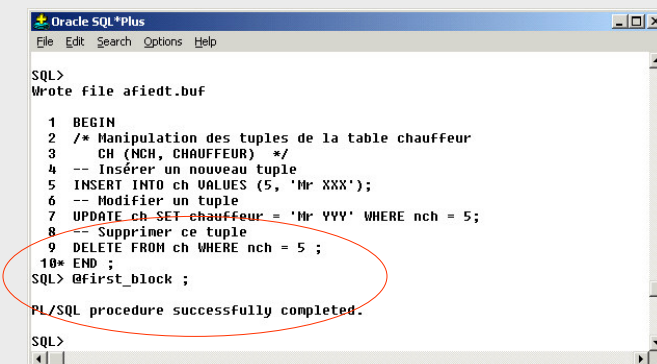 Oracle SQL*Plus
File Edit Search Options Help
SQL>
Wrote file afiedt.buf
1 BEGIN
2 /* Manipulation des tuples de la table chauffeur
3 CH (NCH, CHAUFFEUR) */
4 -- Insérer un nouveau tuple
5 INSERT INTO ch VALUES (5, 'Mr XXX');
6 -- Modifier un tuple
7 UPDATE ch SET chauffeur = 'Mr YYY' WHERE nch = 5;
8 -- Supprimer ce tuple
9 DELETE FROM ch WHERE nch = 5 ;
10* END ;
SQL> @first_block ;
PL/SQL procedure successfully completed.
SQL>